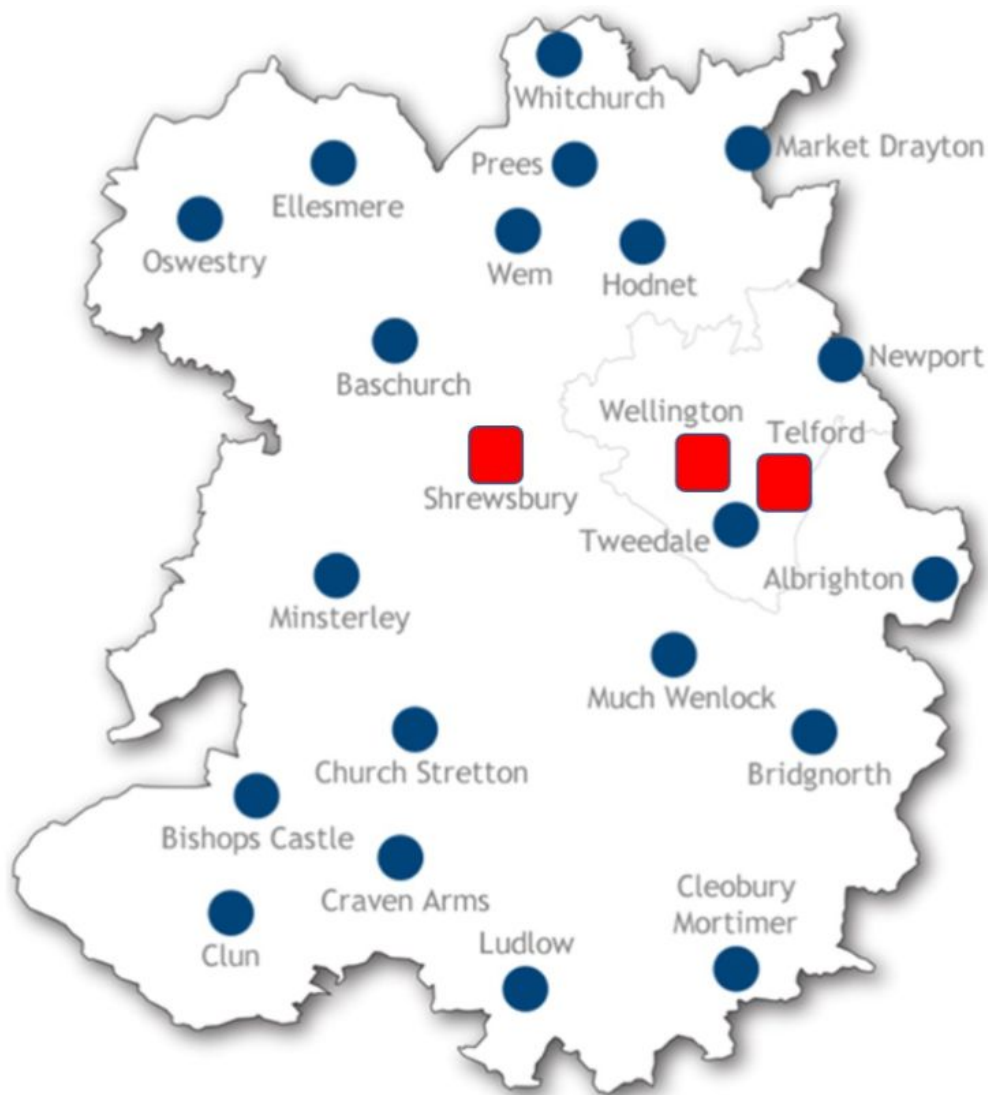 Whitchurch
Market Drayton
Prees
Ellesmere
Oswestry
Wem
Hodnet
Baschurch
Newport
Wellington
Telford
Shrewsbury
Tweedale
Albrighton
Minsterley
Much Wenlock
Church Stretton
Bridgnorth
Bishops Castle
Craven Arms
Cleobury
Mortimer
Clun
Ludlow